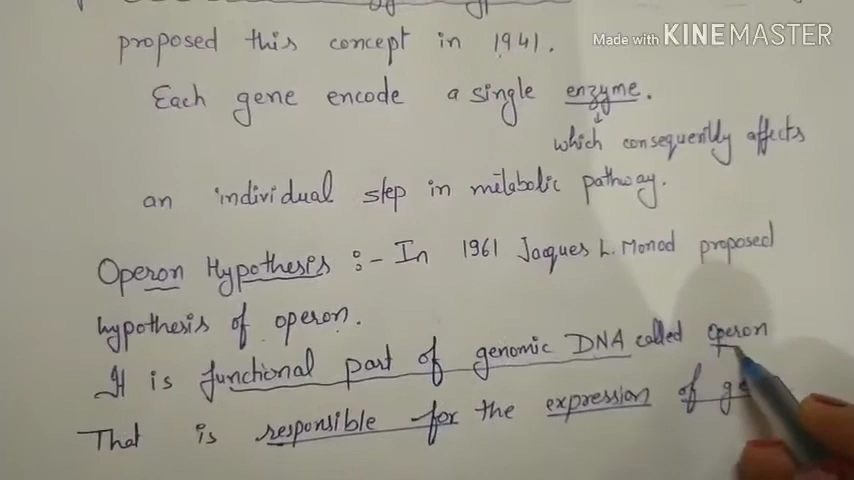 proposed this concept in 1941.
Made with KINEMASTER
Each gene encode a single enzyme.
which consequently affects
an individual step in metabolic pathway.
Operon Hypothesis :- In 1961 Jacques L. Monod proposed
hypothesis of operon.
It is functional part of genomic DNA called operon
That is responsible for the expression of